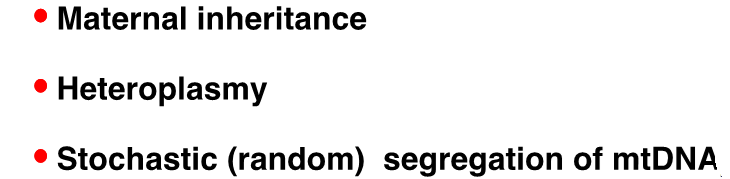 • Maternal inheritance
• Heteroplasmy
• Stochastic (random)  segregation of mtDNA